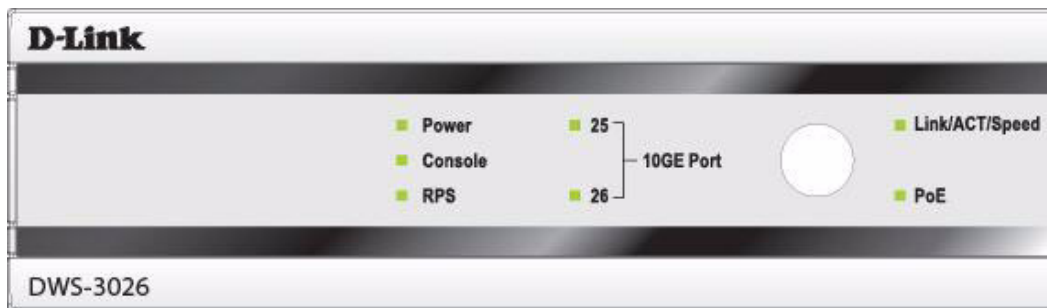 D-Link
Power
Console
RPS
25
26
10GE Port
Link/ACT/Speed
PoE
DWS-3026